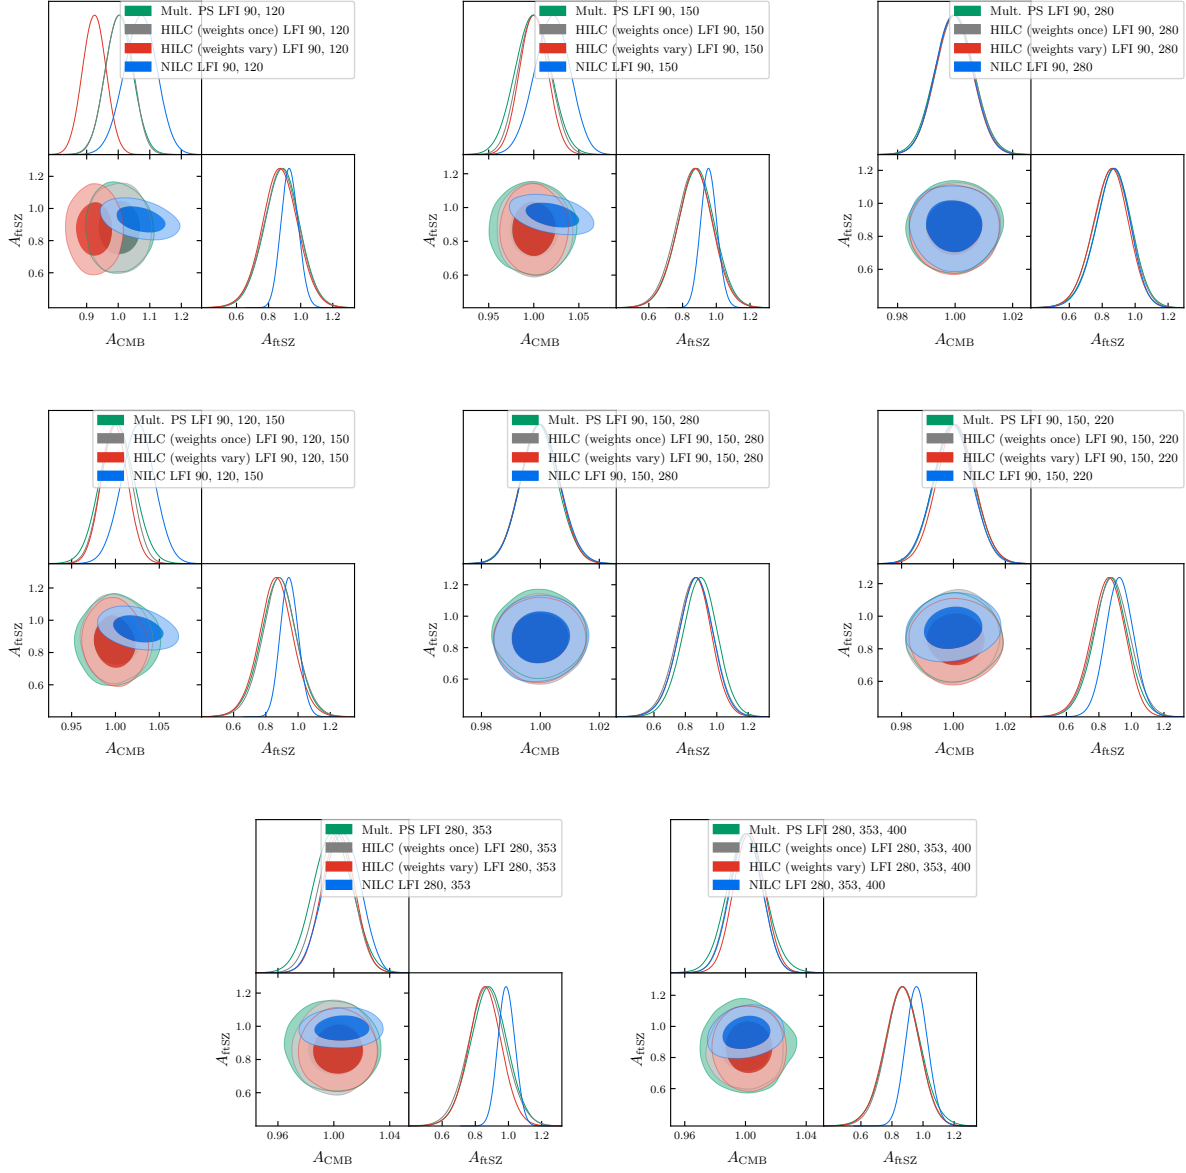 Mult. PS LFI 90, 120
HILC (weights once) LFI 90, 120
HILC (weights vary) LFI 90, 120
NILC LFI 90, 120
1.2
1.0
0.8
0.6
A_ftSZ
0.9 1.0 1.1 1.2
A_CMB
0.6 0.8 1.0 1.2
A_ftSZ
Mult. PS LFI 90, 150
HILC (weights once) LFI 90, 150
HILC (weights vary) LFI 90, 150
NILC LFI 90, 150
1.2
1.0
0.8
0.6
A_ftSZ
0.95 1.00 1.05
A_CMB
0.6 0.8 1.0 1.2
A_ftSZ
Mult. PS LFI 90, 280
HILC (weights once) LFI 90, 280
HILC (weights vary) LFI 90, 280
NILC LFI 90, 280
1.2
1.0
0.8
0.6
A_ftSZ
0.98 1.00 1.02
A_CMB
0.6 0.8 1.0 1.2
A_ftSZ
Mult. PS LFI 90, 120, 150
HILC (weights once) LFI 90, 120, 150
HILC (weights vary) LFI 90, 120, 150
NILC LFI 90, 120, 150
1.2
1.0
0.8
0.6
A_ftSZ
0.95 1.00 1.05
A_CMB
0.6 0.8 1.0 1.2
A_ftSZ
Mult. PS LFI 90, 150, 280
HILC (weights once) LFI 90, 150, 280
HILC (weights vary) LFI 90, 150, 280
NILC LFI 90, 150, 280
1.2
1.0
0.8
0.6
A_ftSZ
0.98 1.00 1.02
A_CMB
0.6 0.8 1.0 1.2
A_ftSZ
Mult. PS LFI 90, 150, 220
HILC (weights once) LFI 90, 150, 220
HILC (weights vary) LFI 90, 150, 220
NILC LFI 90, 150, 220
1.2
1.0
0.8
0.6
A_ftSZ
0.98 1.00 1.02
A_CMB
0.6 0.8 1.0 1.2
A_ftSZ
Mult. PS LFI 280, 353
HILC (weights once) LFI 280, 353
HILC (weights vary) LFI 280, 353
NILC LFI 280, 353
1.2
1.0
0.8
0.6
A_ftSZ
0.96 1.00 1.04
A_CMB
0.6 0.8 1.0 1.2
A_ftSZ
Mult. PS LFI 280, 353, 400
HILC (weights once) LFI 280, 353, 400
HILC (weights vary) LFI 280, 353, 400
NILC LFI 280, 353, 400
1.2
1.0
0.8
0.6
A_ftSZ
0.96 1.00 1.04
A_CMB
0.4 0.6 0.8 1.0 1.2
A_ftSZ